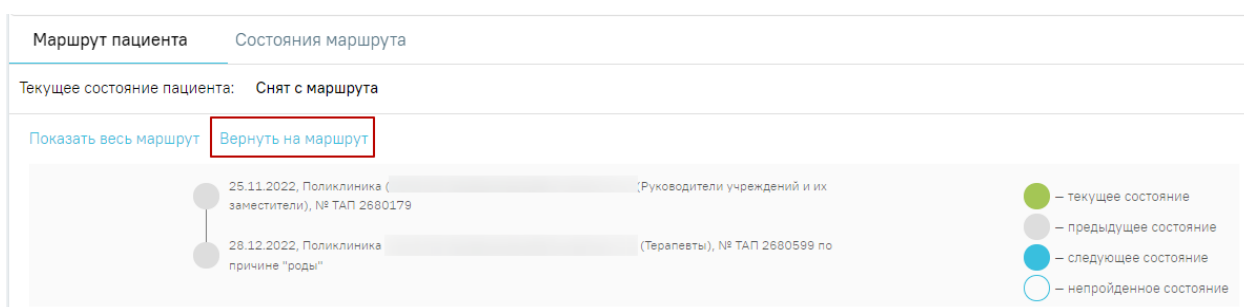 Маршрут пациента Состояния маршрута
Текущее состояние пациента: Снят с маршрута
Показать весь маршрут Вернуть на маршрут
25.11.2022, Поликлиника ( (Руководители учреждений и их
заместители), № ТАП 2680179
28.12.2022, Поликлиника (Терапевты), № ТАП 2680599 по
причине "роды"
– текущее состояние
– предыдущее состояние
– следующее состояние
– непройденное состояние